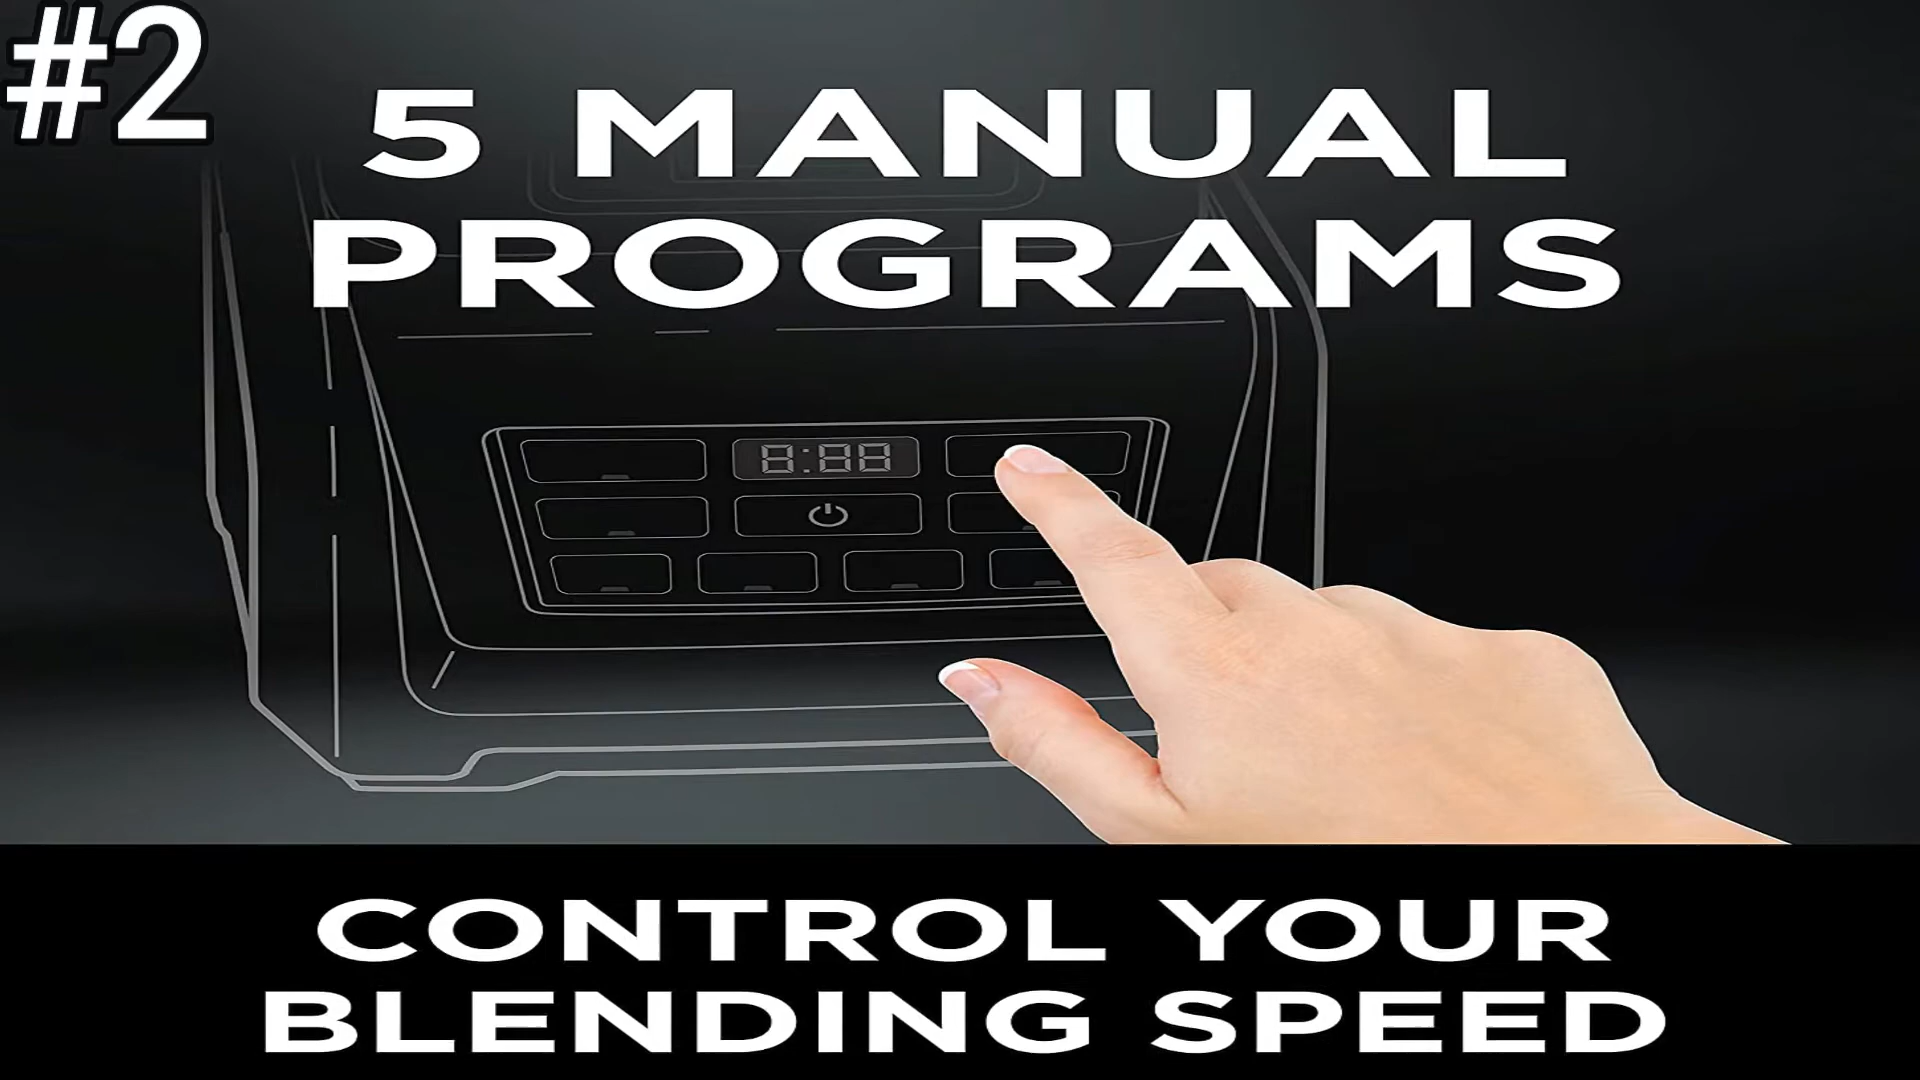 #2
5 MANUAL
PROGRAMS
8:88
CONTROL YOUR
BLENDING SPEED